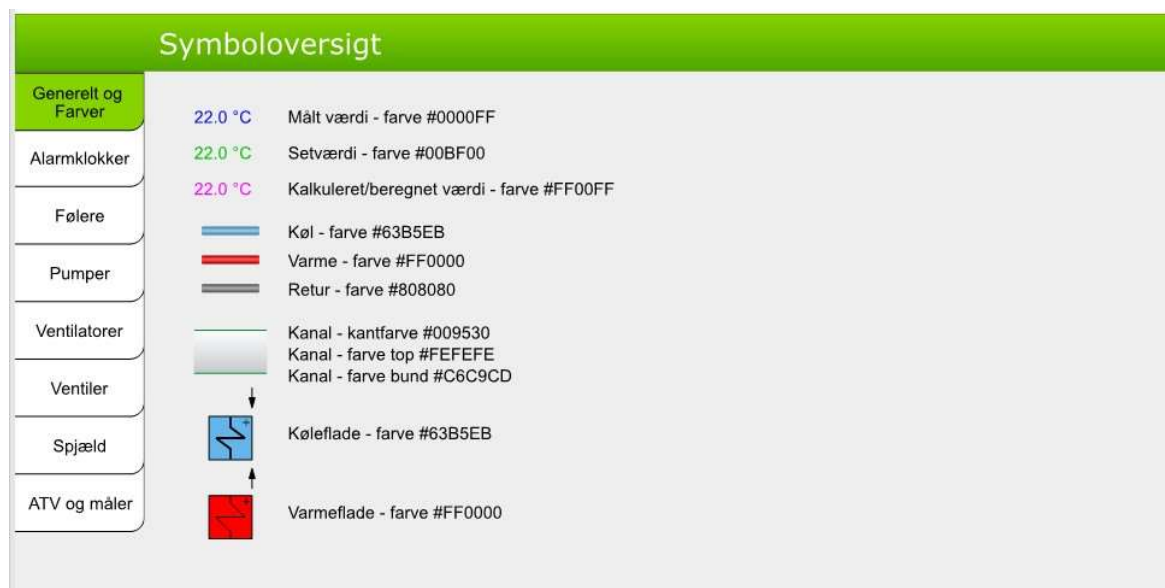 Symboloversigt
Generelt og
Farver
Alarmklokker
Følere
Pumper
Ventilatorer
Ventiler
Spjæld
ATV og måler
22.0 °C Målt værdi - farve #0000FF
22.0 °C Setværdi - farve #00BF00
22.0 °C Kalkuleret/beregnet værdi - farve #FF00FF
Køl - farve #63B5EB
Varme - farve #FF0000
Retur - farve #808080
Kanal - kantfarve #009530
Kanal - farve top #FEFEFE
Kanal - farve bund #C6C9CD
+
Køleflade - farve #63B5EB
+
Varmeflade - farve #FF0000